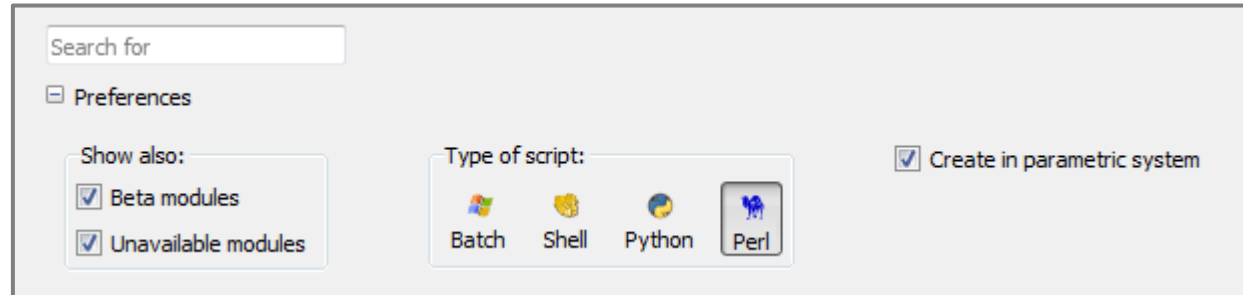 Search for
Preferences
Show also:
Beta modules
Unavailable modules
Type of script:
Batch Shell Python Perl
Create in parametric system